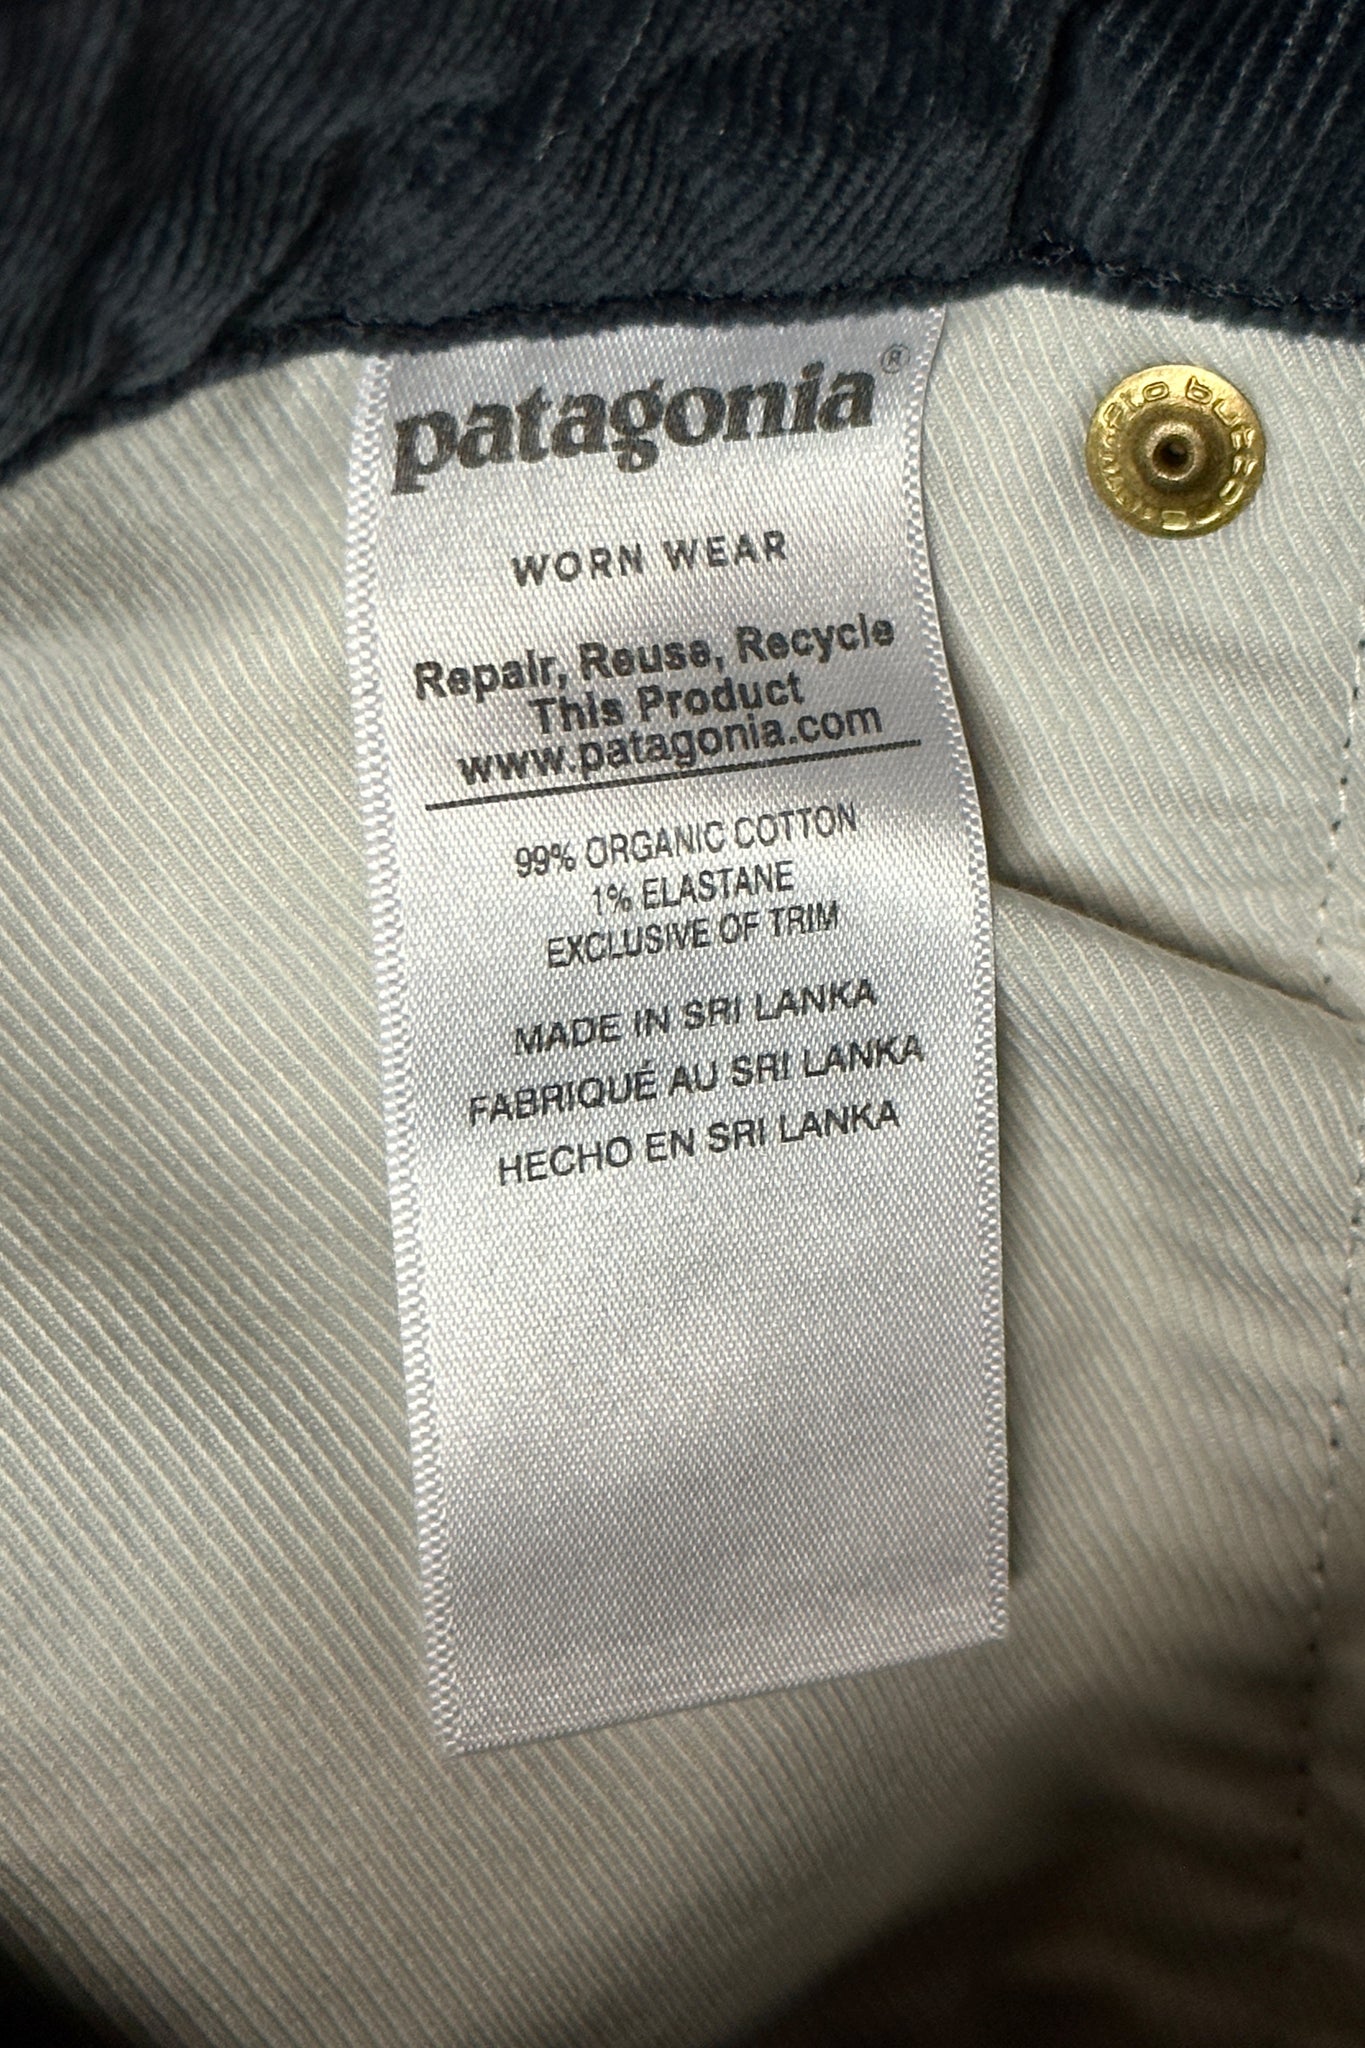 patagonia®
WORN WEAR
Repair, Reuse, Recycle
This Product
www.patagonia.com
99% ORGANIC COTTON
1% ELASTANE
EXCLUSIVE OF TRIM
MADE IN SRI LANKA
FABRIQUÉ AU SRI LANKA
HECHO EN SRI LANKA